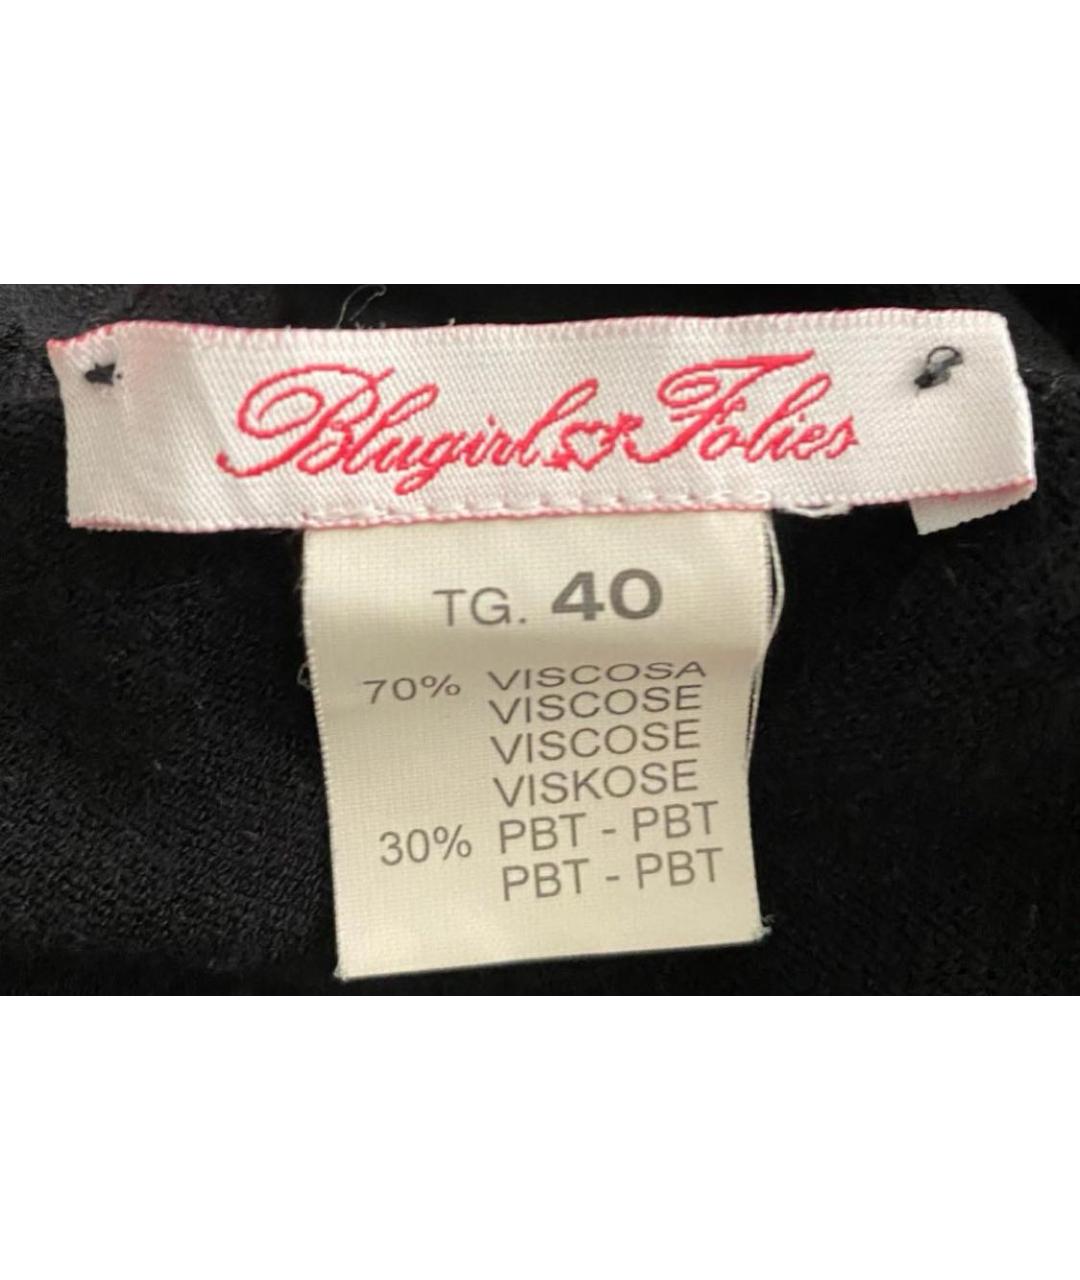 Blugirl Folies
TG. 40
70% VISCOSA
VISCOSE
VISCOSE
VISKOSE
30% PBT - PBT
PBT - PBT